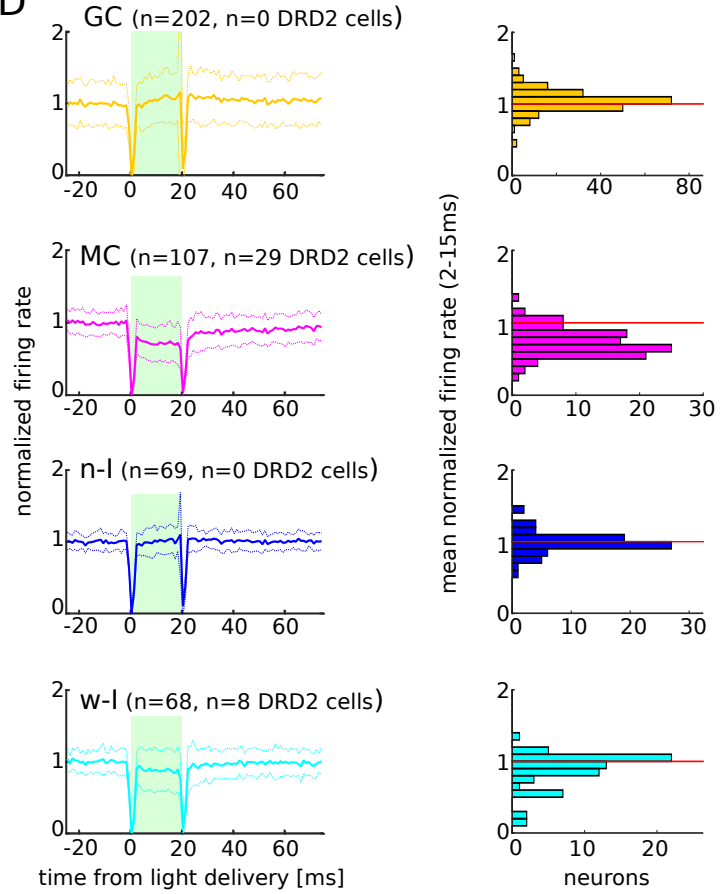 D
GC (n=202, n=0 DRD2 cells)
2
1
0
-20 0 20 40 60
2
1
0
0 40 80
MC (n=107, n=29 DRD2 cells)
2
1
0
-20 0 20 40 60
2
1
0
0 10 20 30
n-l (n=69, n=0 DRD2 cells)
2
1
0
-20 0 20 40 60
2
1
0
0 10 20 30
w-l (n=68, n=8 DRD2 cells)
2
1
0
-20 0 20 40 60
2
1
0
0 10 20
normalized firing rate
mean normalized firing rate (2-15ms)
time from light delivery [ms]
neurons